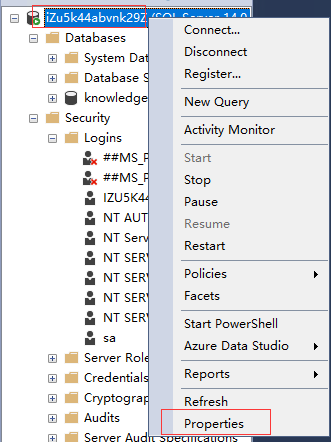 iZu5k44abvnk29Z (SQL Server 14.0
Databases
System Dat
Database S
knowledge
Security
Logins
##MS_P
##MS_P
IZU5K44
NT AUT
NT Serv
NT SERV
NT SERV
NT SERV
NT SERV
sa
Server Role
Credentials
Cryptograp
Audits
Server Audit Specifications
Connect...
Disconnect
Register...
New Query
Activity Monitor
Start
Stop
Pause
Resume
Restart
Policies
Facets
Start PowerShell
Azure Data Studio
Reports
Refresh
Properties